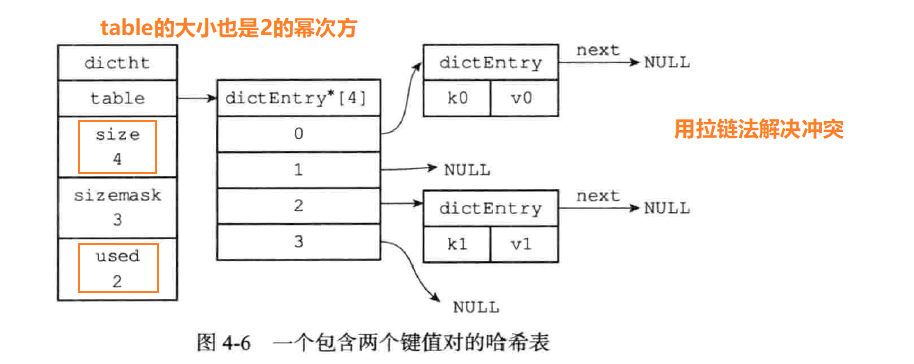 table的大小也是2的幂次方
dictht
table
size
4
sizemask
3
used
2
dictEntry*[4]
0
1
2
3
dictEntry
k0 v0
next
NULL
NULL
dictEntry
k1 v1
next
NULL
NULL
用拉链法解决冲突
图 4-6 一个包含两个键值对的哈希表